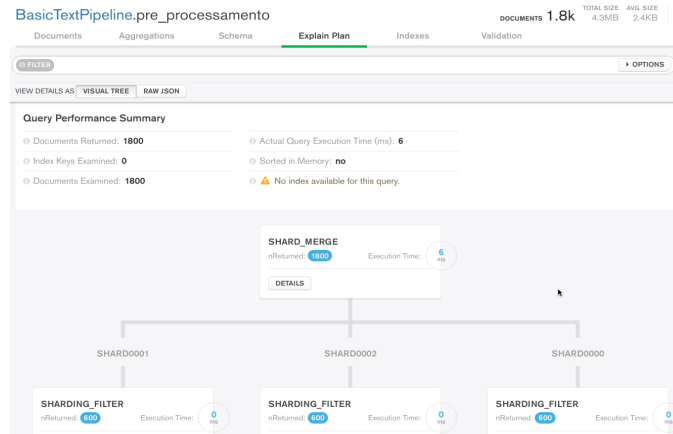 BasicTextPipeline.pre_processamento
DOCUMENTS 1.8k TOTAL SIZE 4.3MB AVG. SIZE 2.4KB
Documents Aggregations Schema Explain Plan Indexes Validation
FILTER OPTIONS
VIEW DETAILS AS VISUAL TREE RAW JSON
Query Performance Summary
Documents Returned: 1800 Actual Query Execution Time (ms): 6
Index Keys Examined: 0 Sorted in Memory: no
Documents Examined: 1800 No index available for this query.
SHARD_MERGE
nReturned: 1800 Execution Time: 6 ms
DETAILS
SHARD0001 SHARD0002 SHARD0000
SHARDING_FILTER SHARDING_FILTER SHARDING_FILTER
nReturned: 600 Execution Time: 0 ms nReturned: 600 Execution Time: 0 ms nReturned: 600 Execution Time: 0 ms